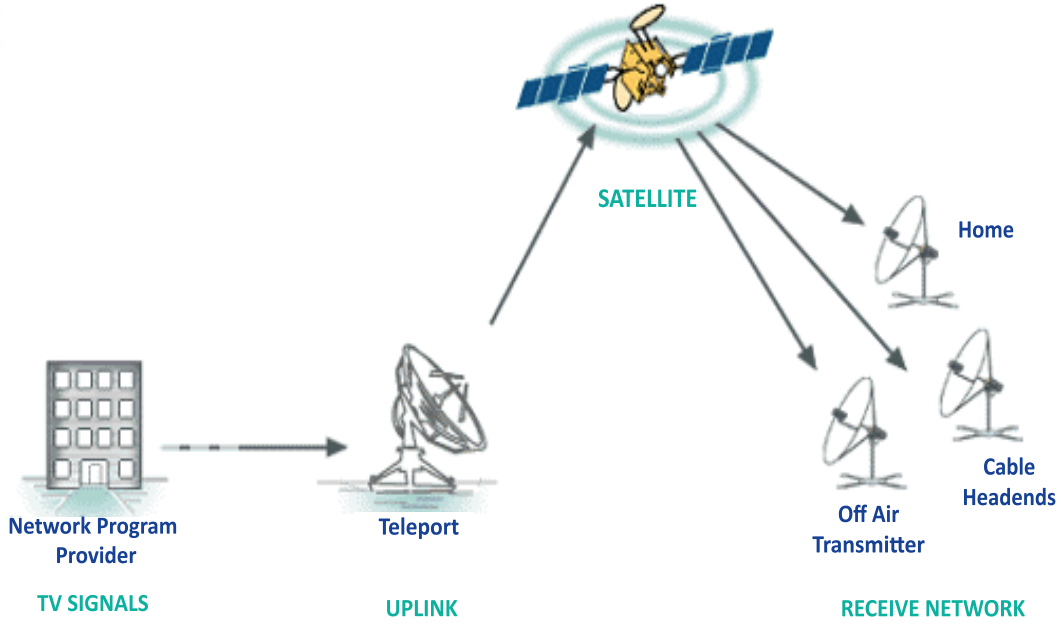 SATELLITE
Home
Cable
Headends
Off Air
Transmitter
Network Program
Provider
Teleport
TV SIGNALS
UPLINK
RECEIVE NETWORK